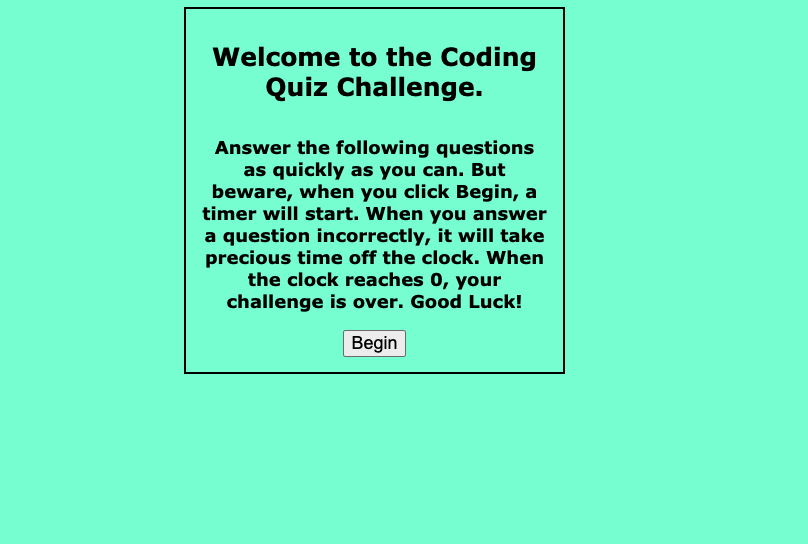 Welcome to the Coding
Quiz Challenge.
Answer the following questions
as quickly as you can. But
beware, when you click Begin, a
timer will start. When you answer
a question incorrectly, it will take
precious time off the clock. When
the clock reaches 0, your
challenge is over. Good Luck!
Begin